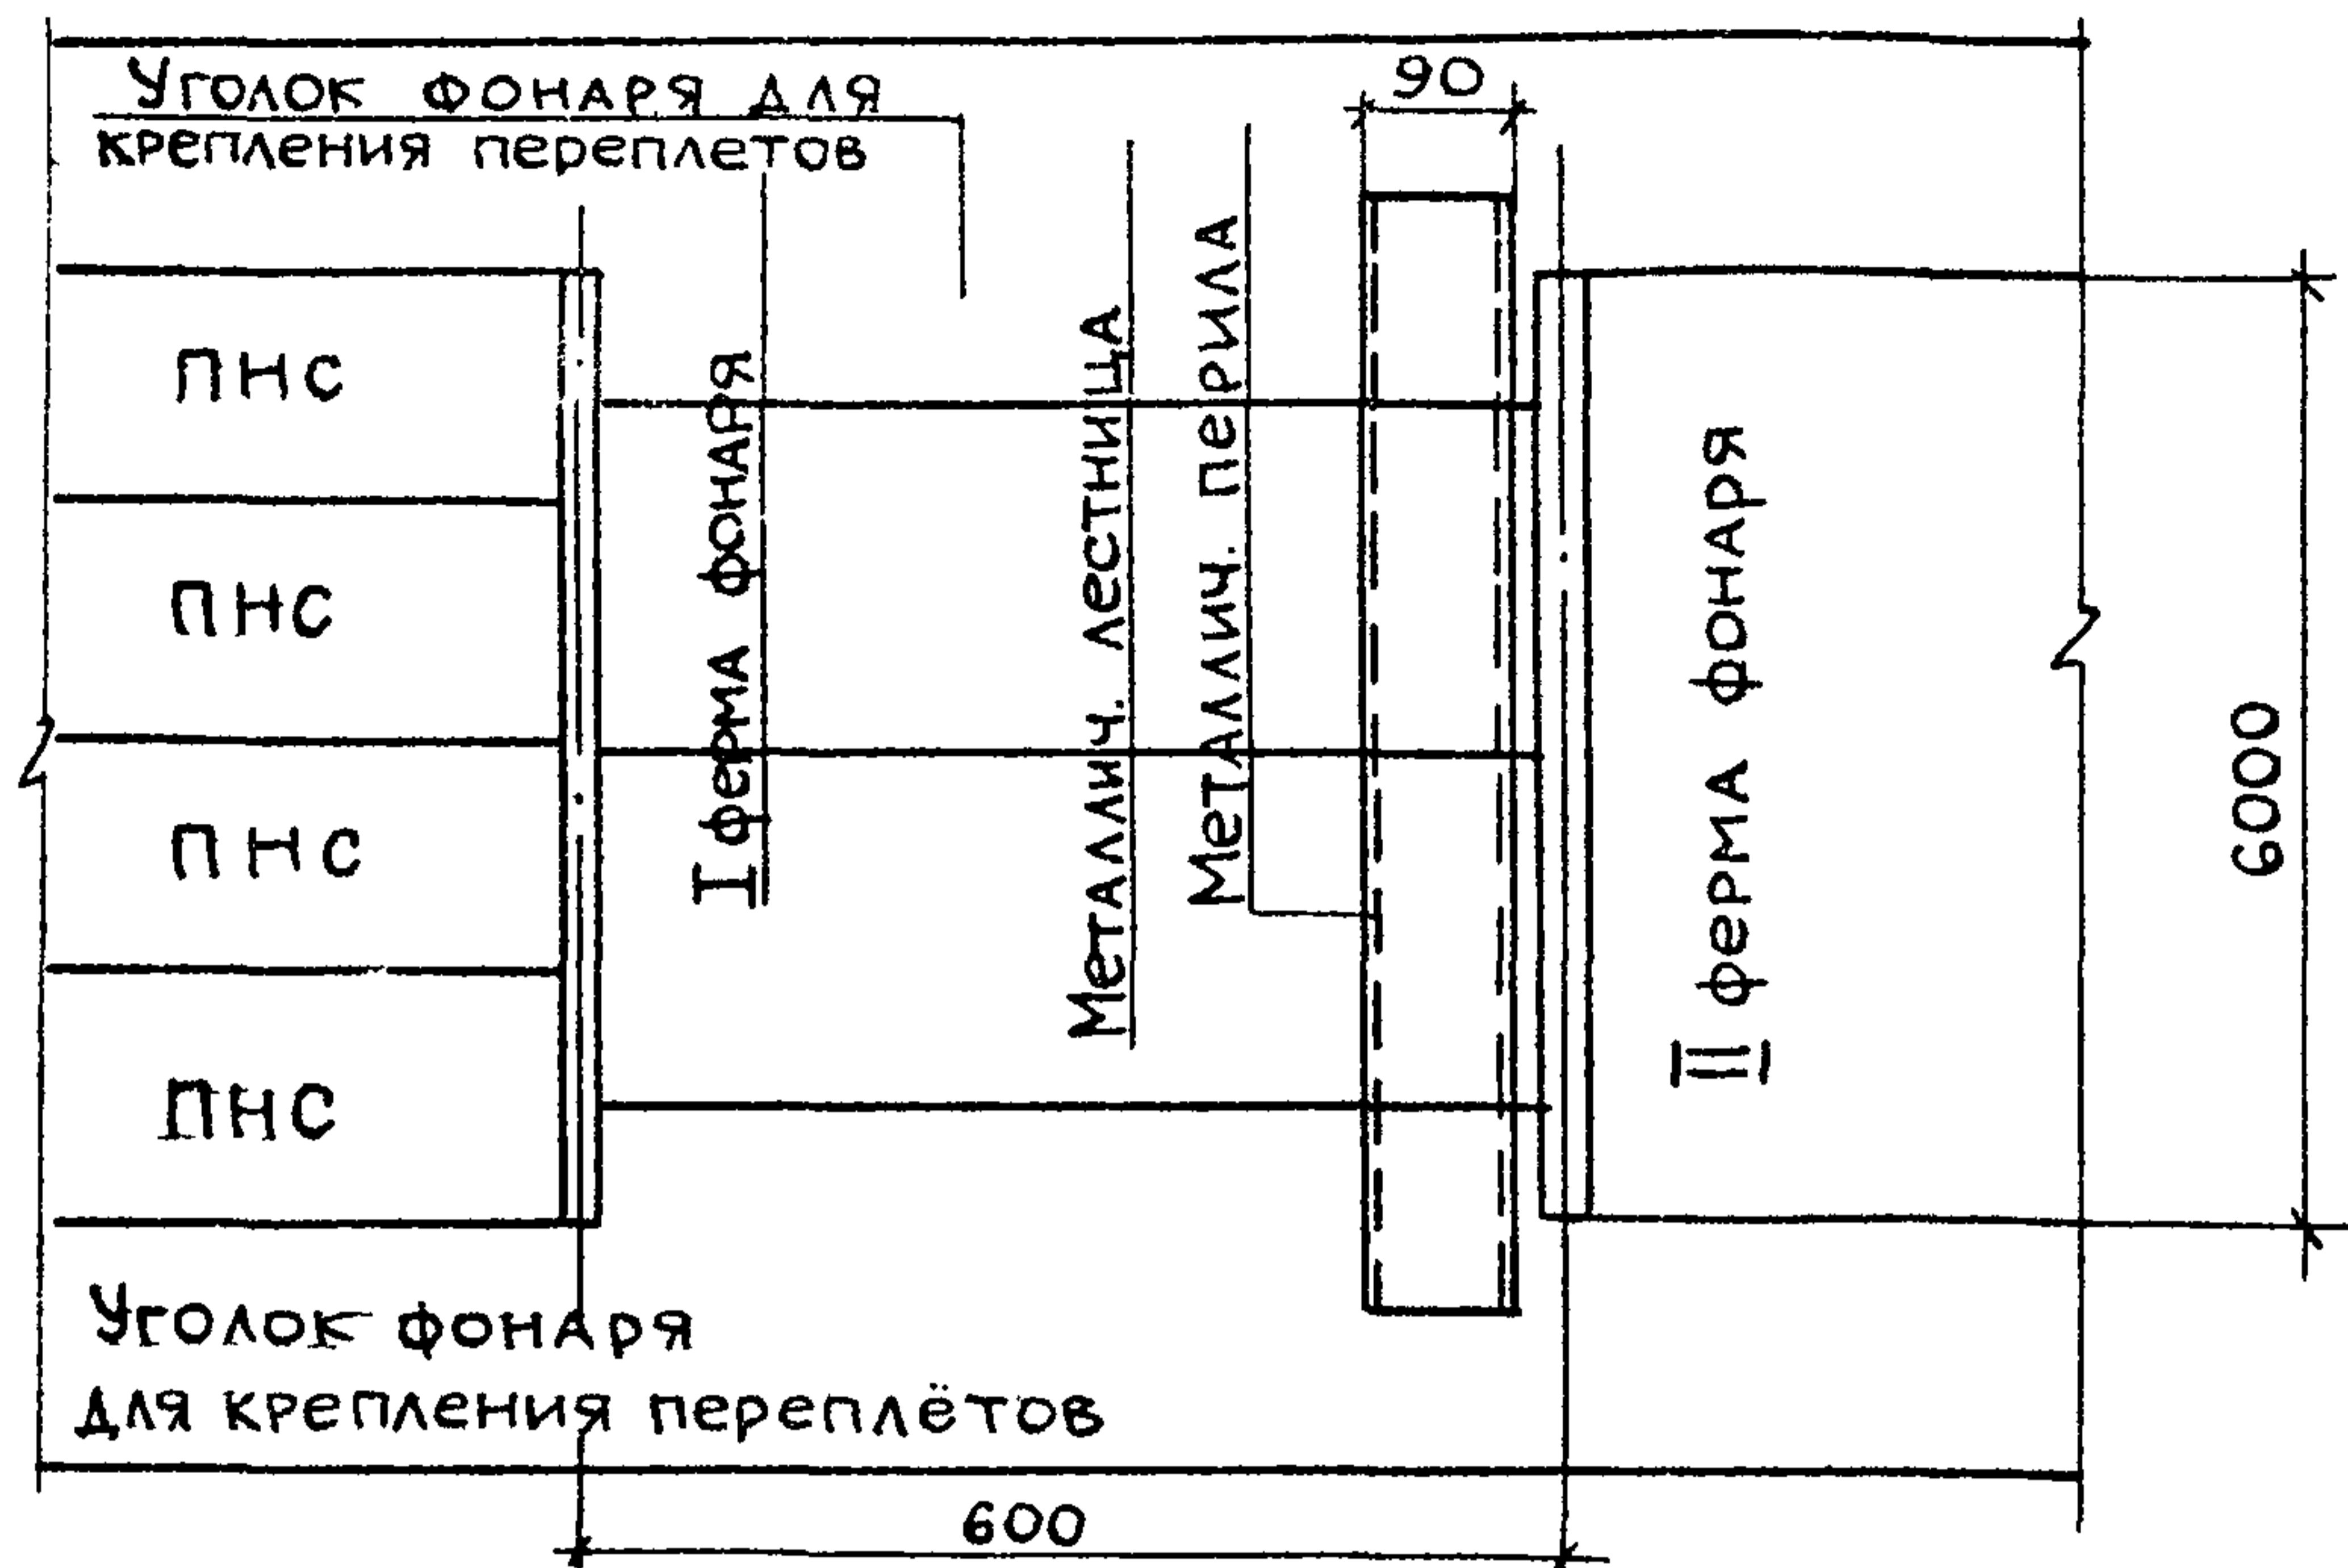 Уголок фонаря для
крепления переплетов
90
ПНС
ПНС
ПНС
ПНС
I ферма фонаря
Металлич. лестница
Металлич. перилла
II ферма фонаря
6000
Уголок фонаря
для крепления переплётов
600